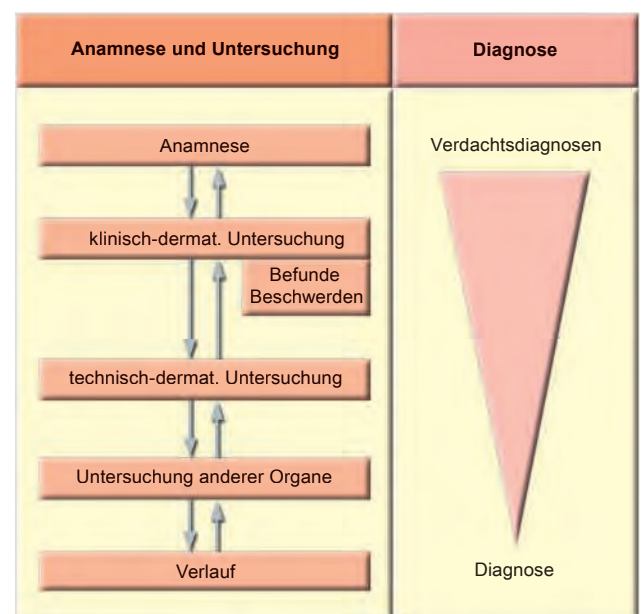 Anamnese und Untersuchung
Diagnose
Anamnese
klinisch-dermat. Untersuchung
Befunde
Beschwerden
technisch-dermat. Untersuchung
Untersuchung anderer Organe
Verlauf
Verdachtsdiagnosen
Diagnose